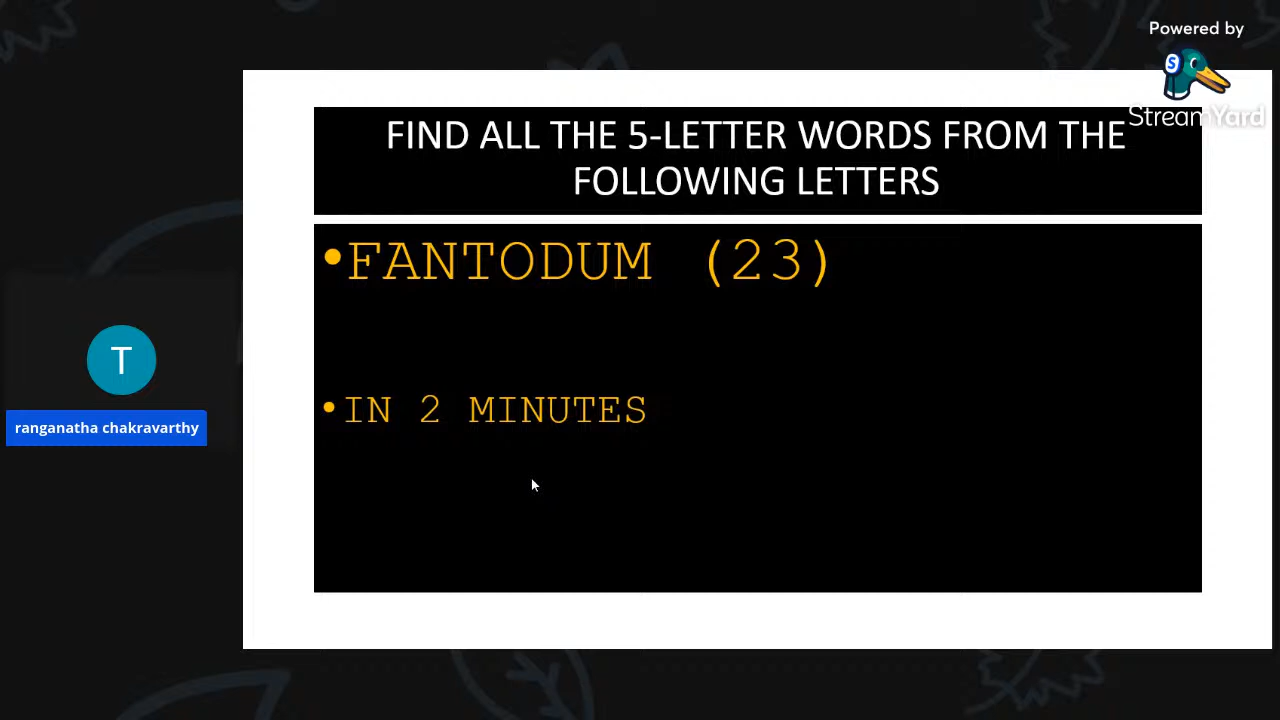 Powered by
StreamYard
FIND ALL THE 5-LETTER WORDS FROM THE
FOLLOWING LETTERS
•FANTODUM (23)
•IN 2 MINUTES
T
ranganatha chakravarthy